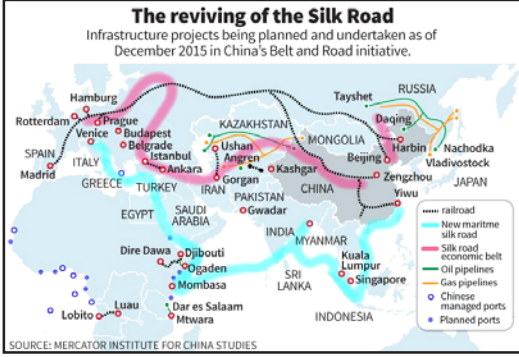 The reviving of the Silk Road
Infrastructure projects being planned and undertaken as of
December 2015 in China's Belt and Road initiative.
Hamburg
Rotterdam
Prague
Venice
Budapest
Belgrade
SPAIN
Madrid
ITALY
Istanbul
Ankara
GREECE
TURKEY
KAZAKHSTAN
Ushan
Angren
Gorgan
IRAN
Kashgar
MONGOLIA
CHINA
Tayshet
RUSSIA
Daqing
Harbin
Beijing
Nachodka
Vladivostock
Zengzhou
JAPAN
Yiwu
EGYPT
SAUDI
ARABIA
PAKISTAN
Gwadar
INDIA
MYANMAR
Dire Dawa
Djibouti
Ogaden
Mombasa
SRI
LANKA
Kuala
Lumpur
Singapore
Lobito
Luau
Dar es Salaam
Mtwara
INDONESIA
railroad
New maritme
silk road
Silk road
economic belt
Oil pipelines
Gas pipelines
Chinese
managed ports
Planned ports
SOURCE: MERCATOR INSTITUTE FOR CHINA STUDIES